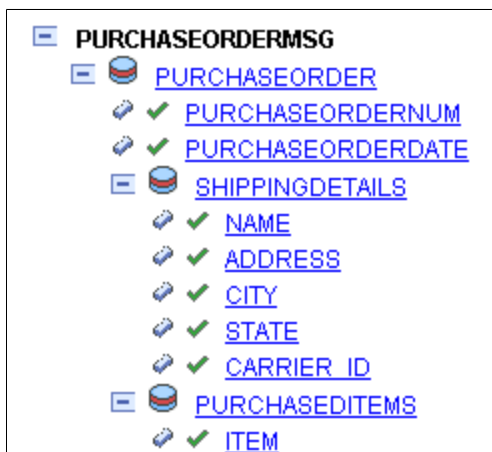 PURCHASEORDERMSG
PURCHASEORDER
PURCHASEORDERNUM
PURCHASEORDERDATE
SHIPPINGDETAILS
NAME
ADDRESS
CITY
STATE
CARRIER_ID
PURCHASEDITEMS
ITEM